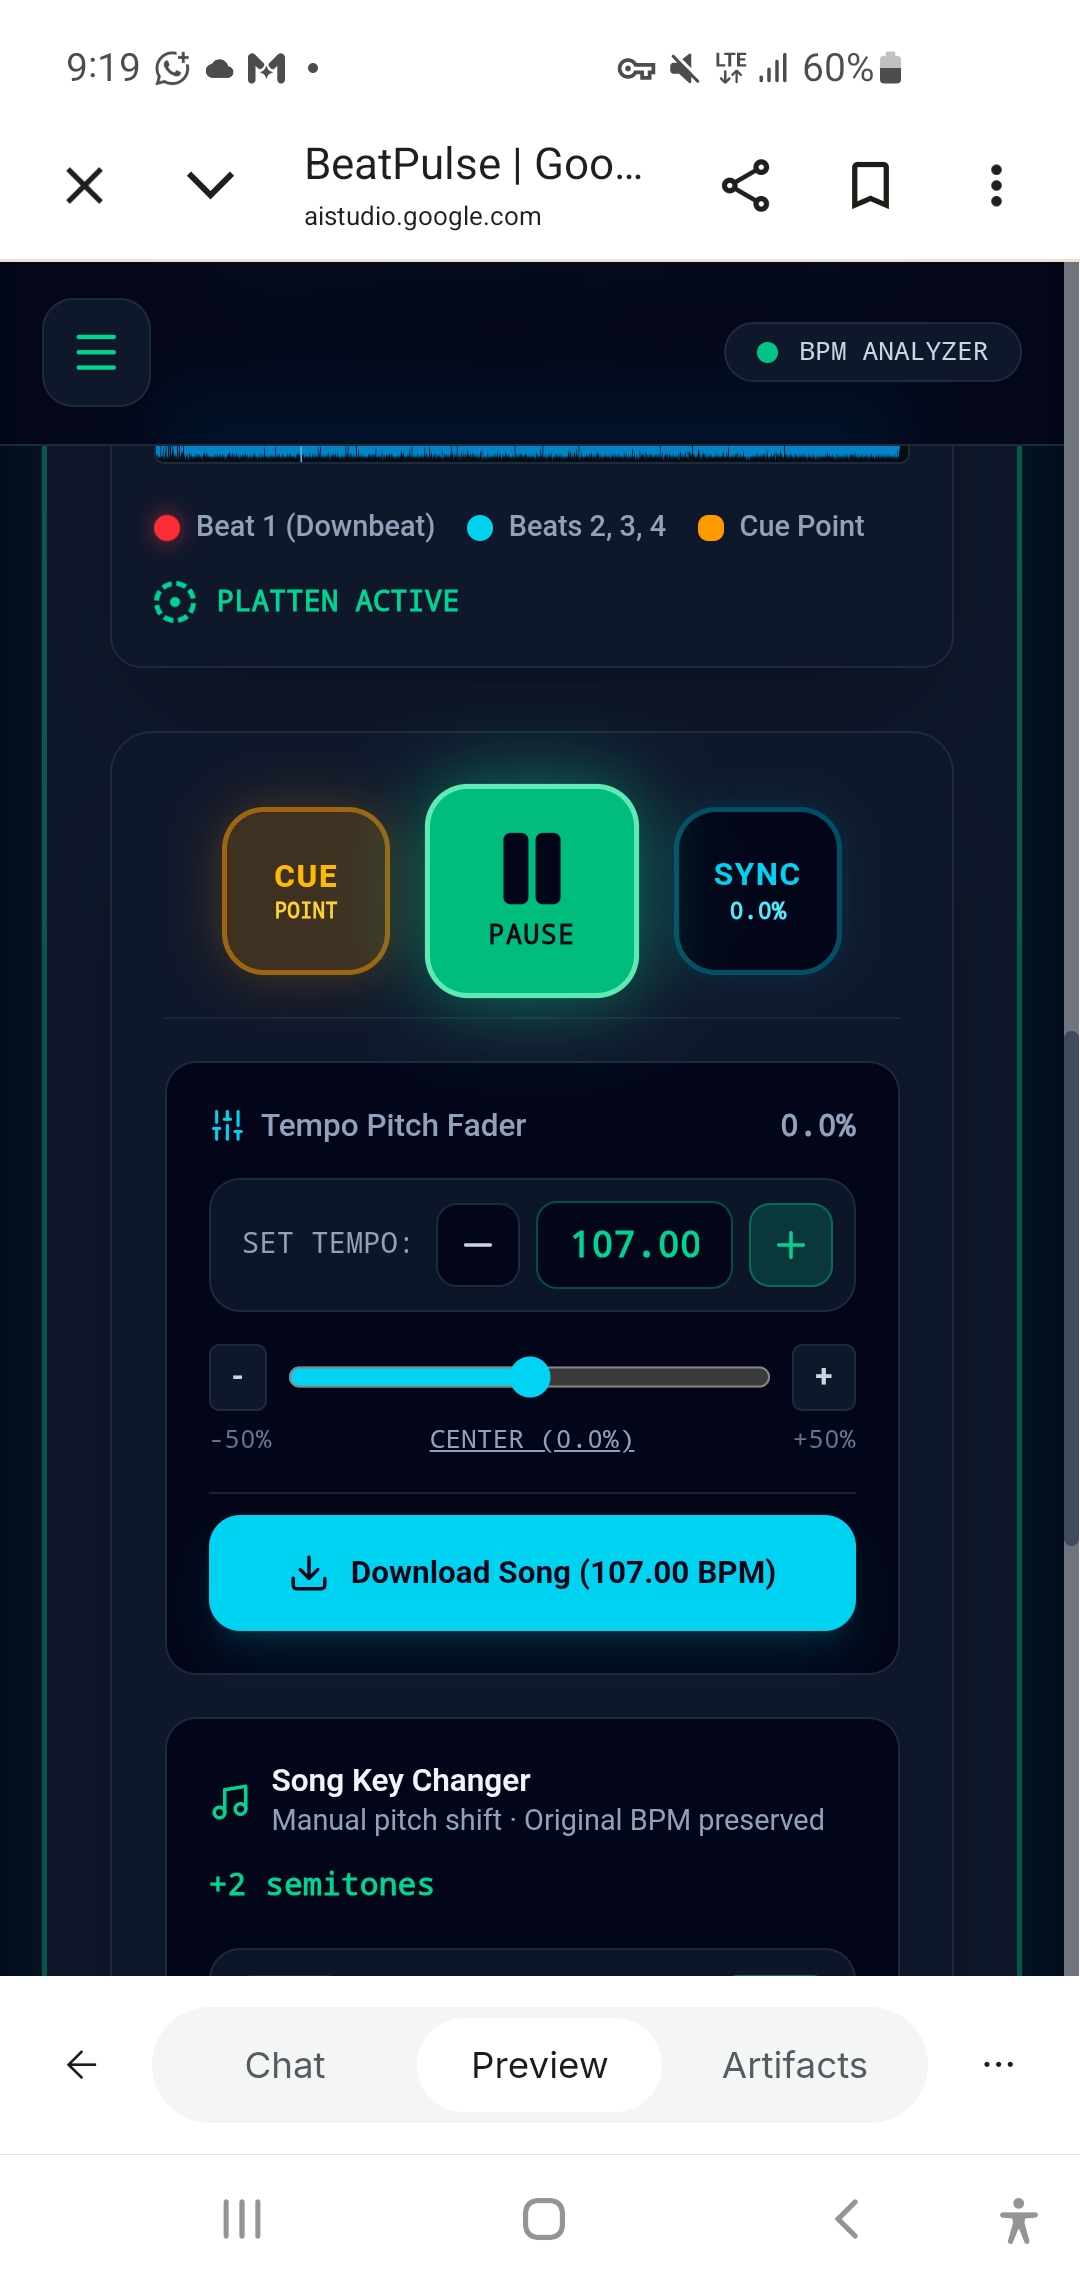 9:19
LTE
60%
BeatPulse | Goo...
aistudio.google.com
BPM ANALYZER
Beat 1 (Downbeat)
Beats 2, 3, 4
Cue Point
PLATTEN ACTIVE
CUE
POINT
PAUSE
SYNC
0.0%
Tempo Pitch Fader
0.0%
SET TEMPO:
−
107.00
+
-
+
-50%
CENTER (0.0%)
+50%
Download Song (107.00 BPM)
Song Key Changer
Manual pitch shift · Original BPM preserved
+2 semitones
Chat
Preview
Artifacts